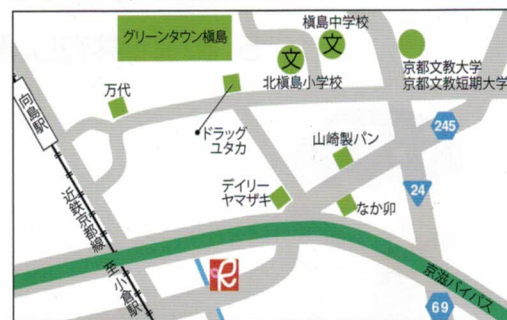 グリーンタウン槇島
槇島中学校
文
文
北槇島小学校
京都文教大学
京都文教短期大学
万代
向島駅
ドラッグ
ユタカ
山崎製パン
245
デイリー
ヤマザキ
なか卯
24
近鉄京都線
至小倉駅
京滋バイパス
69